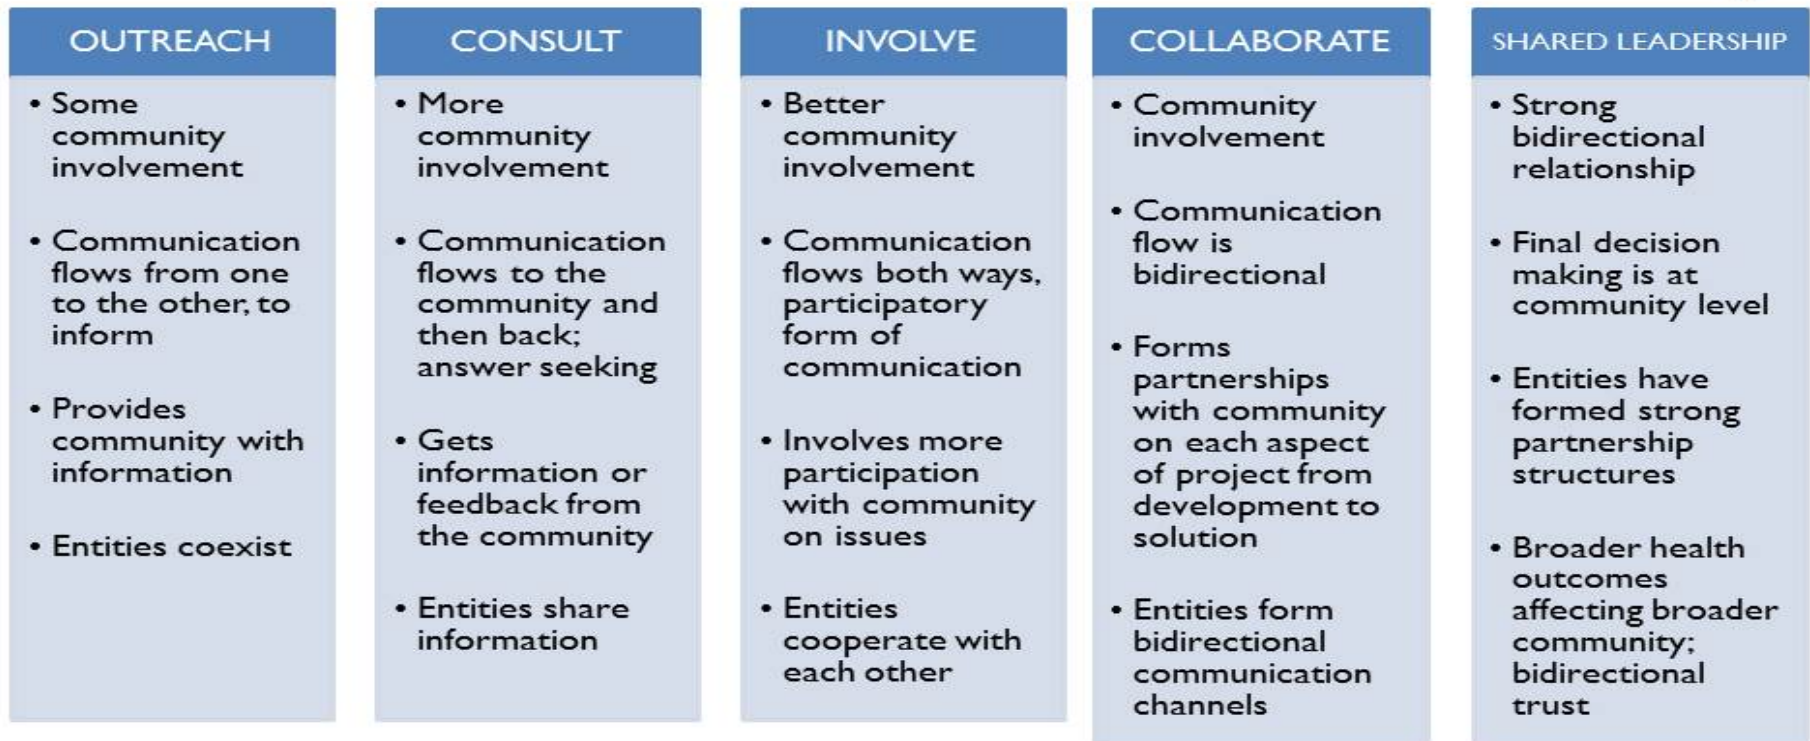 OUTREACH
• Some
community
involvement
• Communication
flows from one
to the other, to
inform
• Provides
community with
information
• Entities coexist
CONSULT
• More
community
involvement
• Communication
flows to the
community and
then back;
answer seeking
• Gets
information or
feedback from
the community
• Entities share
information
INVOLVE
• Better
community
involvement
• Communication
flows both ways,
participatory
form of
communication
• Involves more
participation
with community
on issues
• Entities
cooperate with
each other
COLLABORATE
• Community
involvement
• Communication
flow is
bidirectional
• Forms
partnerships
with community
on each aspect
of project from
development to
solution
• Entities form
bidirectional
communication
channels
SHARED LEADERSHIP
• Strong
bidirectional
relationship
• Final decision
making is at
community level
• Entities have
formed strong
partnership
structures
• Broader health
outcomes
affecting broader
community;
bidirectional
trust